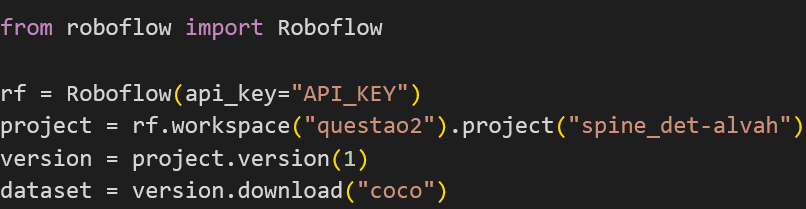 from roboflow import Roboflow
rf = Roboflow(api_key="API_KEY")
project = rf.workspace("questao2").project("spine_det-alvah")
version = project.version(1)
dataset = version.download("coco")